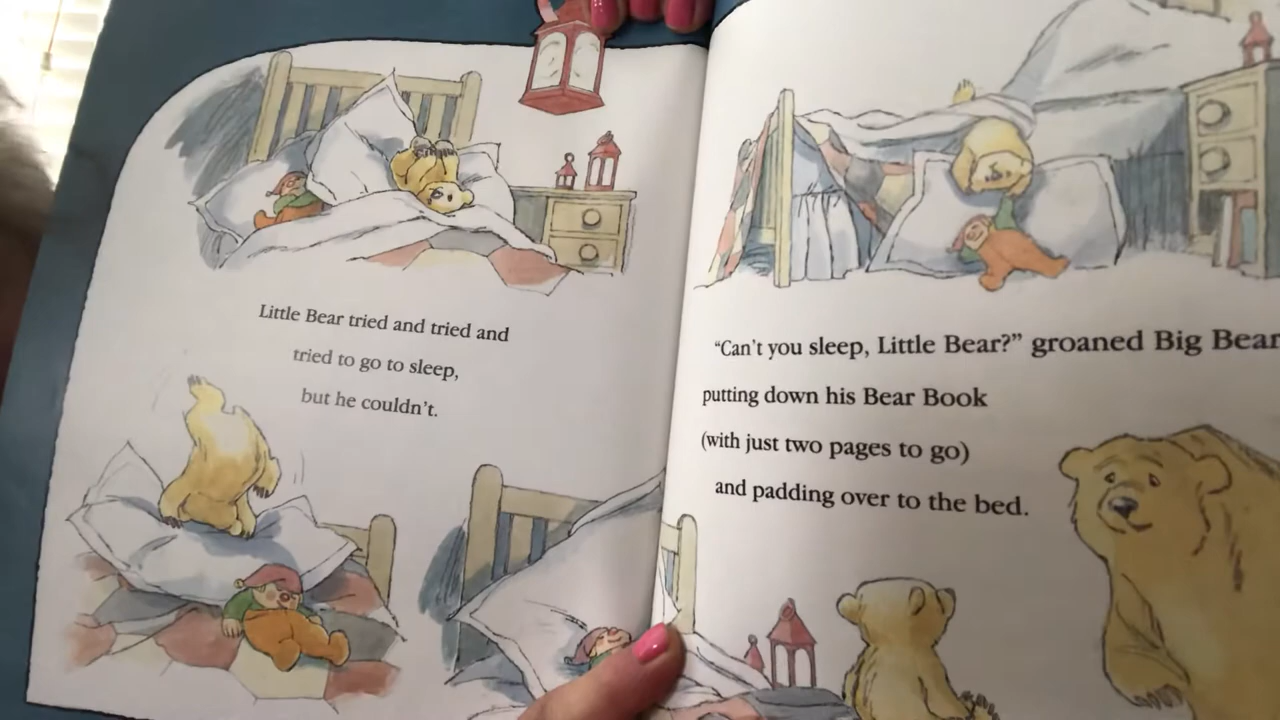 Little Bear tried and tried and
tried to go to sleep,
but he couldn't.
“Can't you sleep, Little Bear?” groaned Big Bear
putting down his Bear Book
(with just two pages to go)
and padding over to the bed.